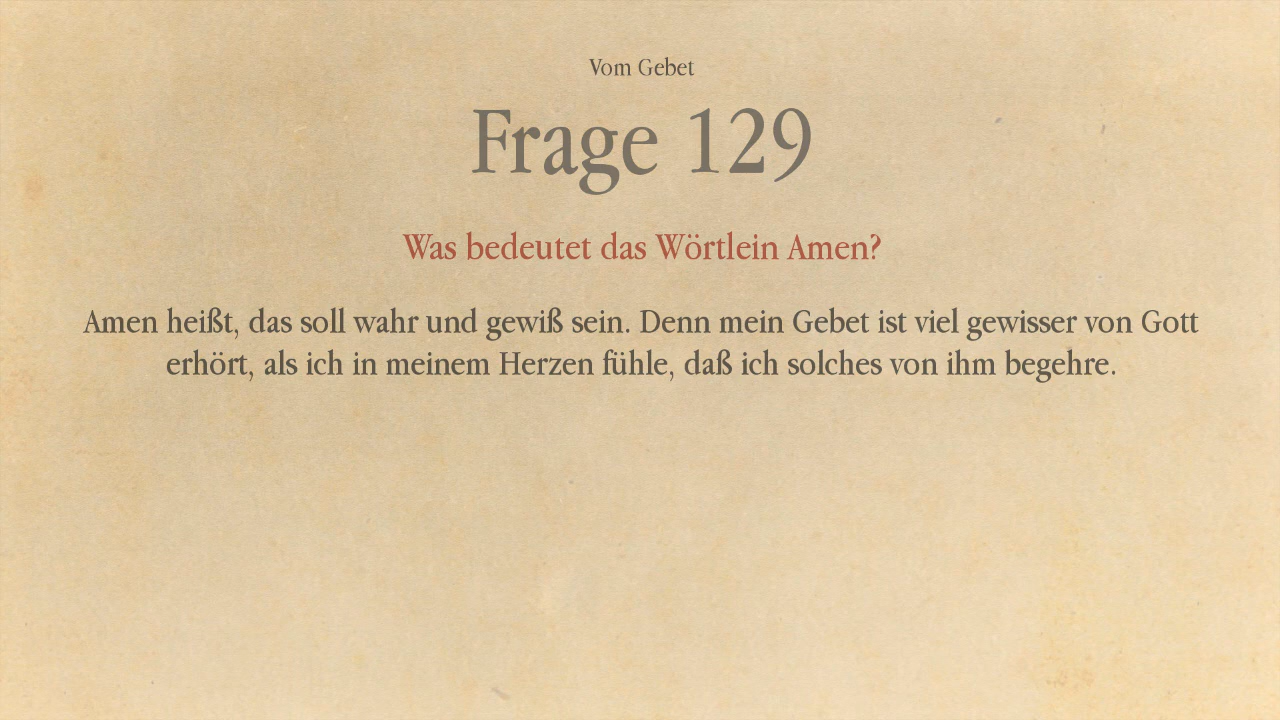 Vom Gebet
Frage 129
Was bedeutet das Wörtlein Amen?
Amen heißt, das soll wahr und gewiß sein. Denn mein Gebet ist viel gewisser von Gott
erhört, als ich in meinem Herzen fühle, daß ich solches von ihm begehre.